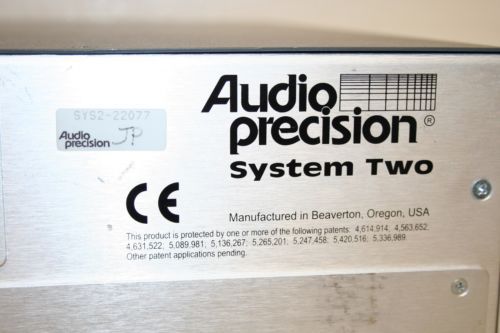 SYS2-22077
Audio
precision JP
Audio
precision®
System Two
CE
Manufactured in Beaverton, Oregon, USA
This product is protected by one or more of the following patents: 4,614,914; 4,563,652;
4,631,522; 5,089,981; 5,136,267; 5,265,201; 5,247,458; 5,420,516; 5,336,989.
Other patent applications pending.